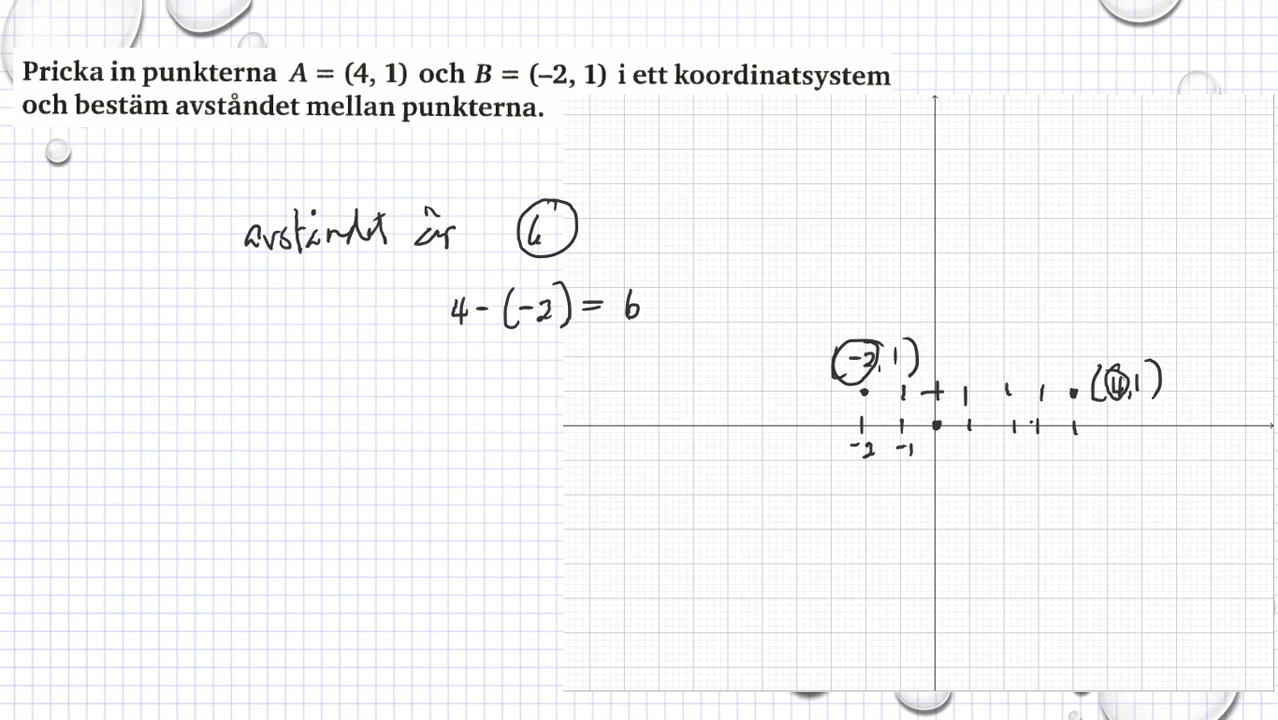 Pricka in punkterna A = (4, 1) och B = (–2, 1) i ett koordinatsystem
och bestäm avståndet mellan punkterna.
avståndet är 6
4 - (-2) = 6
(-2, 1)
(4, 1)
-2 -1